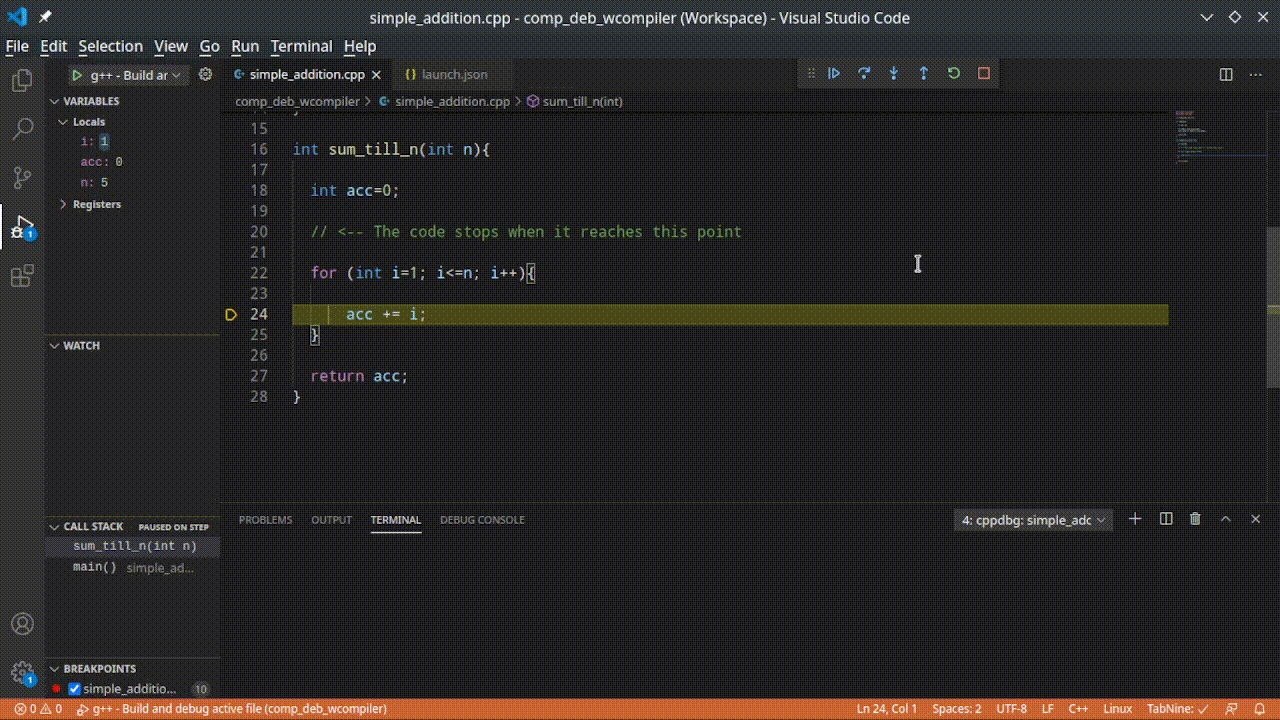 simple_addition.cpp - comp_deb_wcompiler (Workspace) - Visual Studio Code
File Edit Selection View Go Run Terminal Help
g++ - Build ar
simple_addition.cpp
launch.json
VARIABLES
Locals
i: 1
acc: 0
n: 5
Registers
WATCH
CALL STACK PAUSED ON STEP
sum_till_n(int n)
main() simple_ad...
BREAKPOINTS
simple_additio... 10
1
1
comp_deb_wcompiler > simple_addition.cpp > sum_till_n(int)
15
16 int sum_till_n(int n){
17
18 int acc=0;
19
20 // <-- The code stops when it reaches this point
21
22 for (int i=1; i<=n; i++){
23
24 acc += i;
25 }
26
27 return acc;
28 }
PROBLEMS OUTPUT TERMINAL DEBUG CONSOLE
4: cppdbg: simple_adc
0 0 g++ - Build and debug active file (comp_deb_wcompiler)
Ln 24, Col 1 Spaces: 2 UTF-8 LF C++ Linux TabNine: